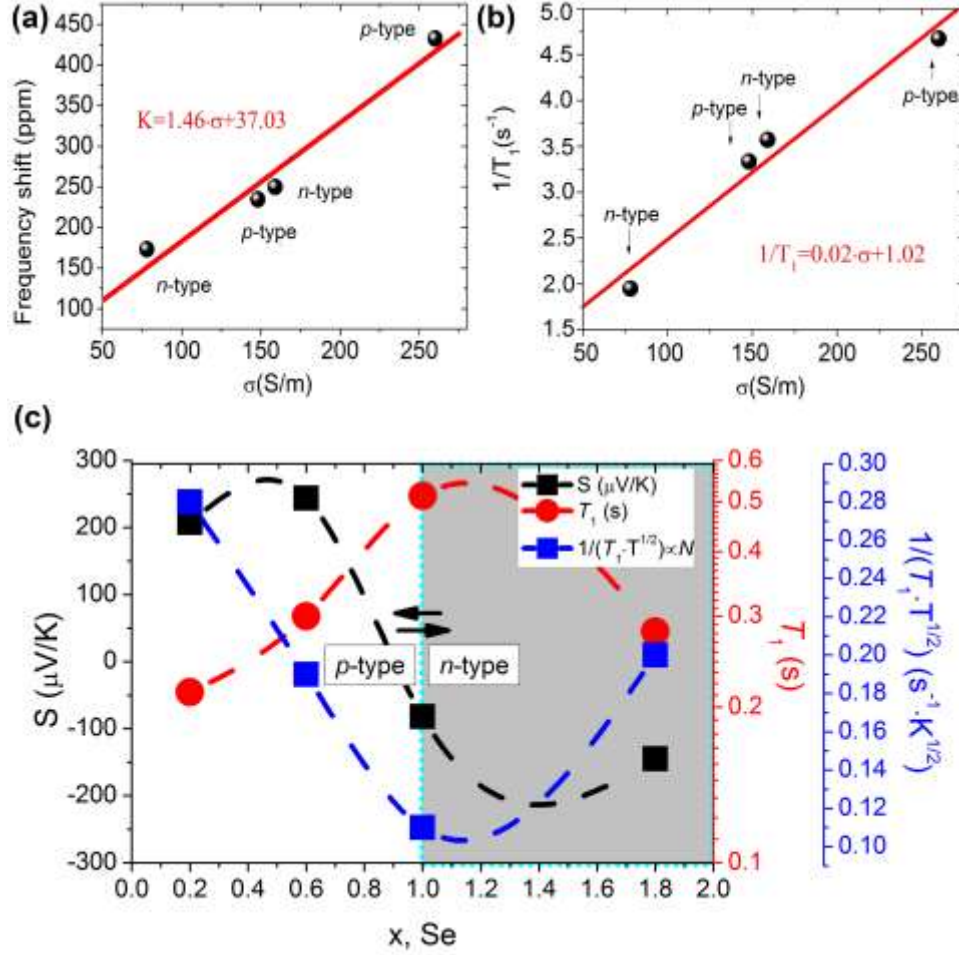 (a)
p-type
K=1.46·σ+37.03
n-type
p-type
n-type
Frequency shift (ppm)
450
400
350
300
250
200
150
100
50 100 150 200 250
σ(S/m)
(b)
n-type
p-type
p-type
n-type
1/T₁=0.02·σ+1.02
1/T₁(s⁻¹)
5.0
4.5
4.0
3.5
3.0
2.5
2.0
1.5
50 100 150 200 250
σ(S/m)
(c)
S (μV/K)
300
200
100
0
-100
-200
-300
S (μV/K)
T₁ (s)
1/(T₁·T^1/2)∝N
p-type n-type
0.0 0.2 0.4 0.6 0.8 1.0 1.2 1.4 1.6 1.8 2.0
x, Se
0.6
0.5
0.4
0.3
0.2
0.1
T₁ (s)
0.30
0.28
0.26
0.24
0.22
0.20
0.18
0.16
0.14
0.12
0.10
1/(T₁·T^1/2) (s⁻¹·K^1/2)